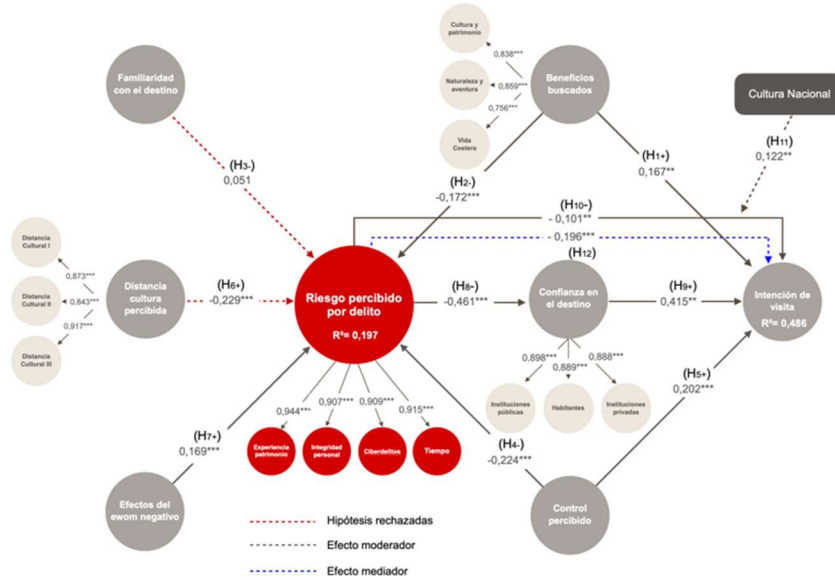 Cultura y
patrimonio
Familiaridad
con el destino
0,838***
Naturaleza y
aventura
0,859***
Beneficios
buscados
Cultura Nacional
0,756***
Vida
Costera
(H11)
0,122**
(H3-)
0,051
(H2-)
-0,172***
(H1+)
0,167**
(H10-)
- 0,101**
- 0,196***
(H12)
Distancia
Cultural I
0,873***
Distancia
Cultural II
0,843***
0,917***
Distancia
Cultural III
Distancia
cultura
percibida
(H6+)
-0,229***
Riesgo percibido
por delito
R²= 0,197
(H8-)
-0,461***
Confianza en
el destino
(H9+)
0,415**
Intención de
visita
R²= 0,486
0,898***
0,889***
0,888***
Instituciones
públicas
Habitantes
Instituciones
privadas
(H5+)
0,202***
0,944***
0,907***
0,909***
0,915***
Experiencia
patrimonio
Integridad
personal
Ciberdelitos
Tiempo
(H7+)
0,169***
(H4-)
-0,224***
Efectos del
ewom negativo
Control
percibido
Hipótesis rechazadas
Efecto moderador
Efecto mediador